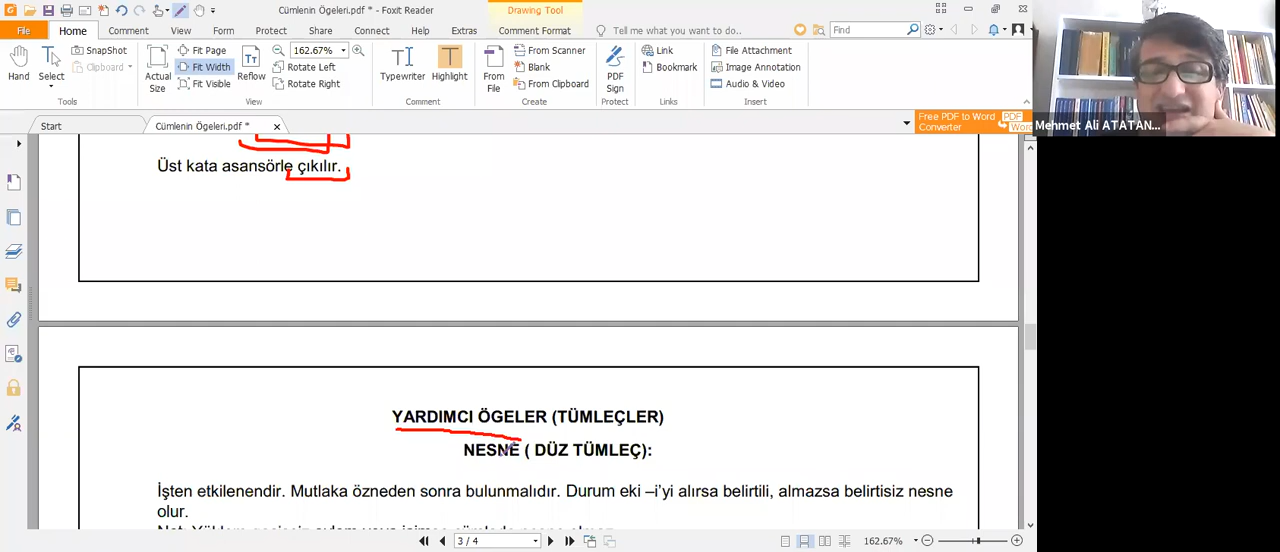 Cümlenin Ögeleri.pdf * - Foxit Reader
Drawing Tool
File Home Comment View Form Protect Share Connect Help Extras Comment Format Tell me what you want to do.. Find
Hand
Select
SnapShot
Clipboard
Tools
Actual Size
Fit Page
Fit Width
Fit Visible
Reflow
162.67%
Rotate Left
Rotate Right
View
Typewriter
Highlight
Comment
From File
From Scanner
Blank
From Clipboard
Create
PDF Sign
Protect
Link
Bookmark
Links
File Attachment
Image Annotation
Audio & Video
Insert
Start
Cümlenin Ögeleri.pdf *
Free PDF to Word Converter
PDF
Word
Mehmet Ali ATATAN...
Üst kata asansörle çıkılır.
YARDIMCI ÖGELER (TÜMLEÇLER)
NESNE ( DÜZ TÜMLEÇ):
İşten etkilenendir. Mutlaka özneden sonra bulunmalıdır. Durum eki –i’yi alırsa belirtili, almazsa belirtisiz nesne
olur.
3 / 4
162.67%